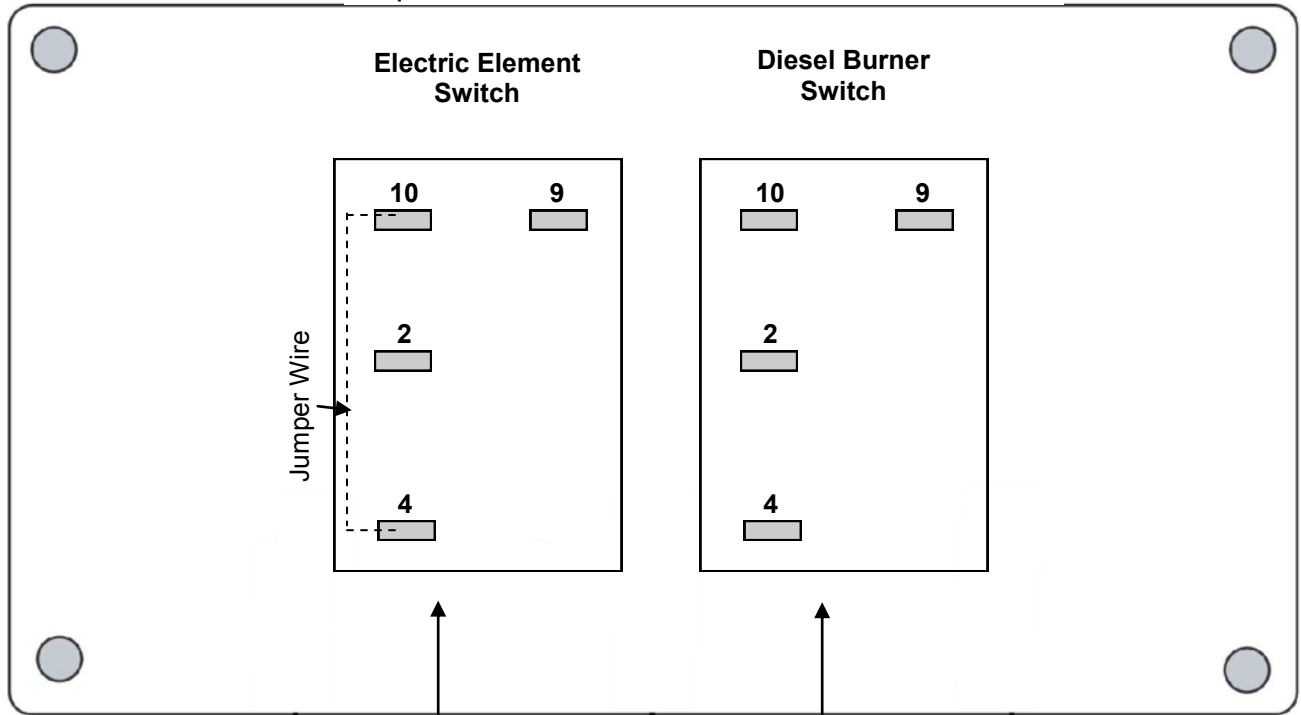 Electric Element
Switch
Diesel Burner
Switch
10 9
2
4
Jumper Wire
10 9
2
4